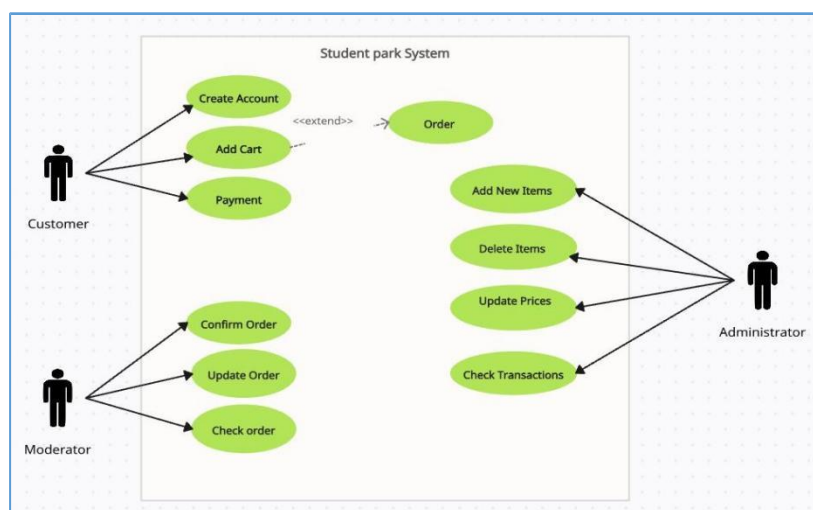 Student park System
Create Account
<<extend>>
Order
Add Cart
Payment
Customer
Add New Items
Delete Items
Update Prices
Check Transactions
Administrator
Confirm Order
Update Order
Check order
Moderator